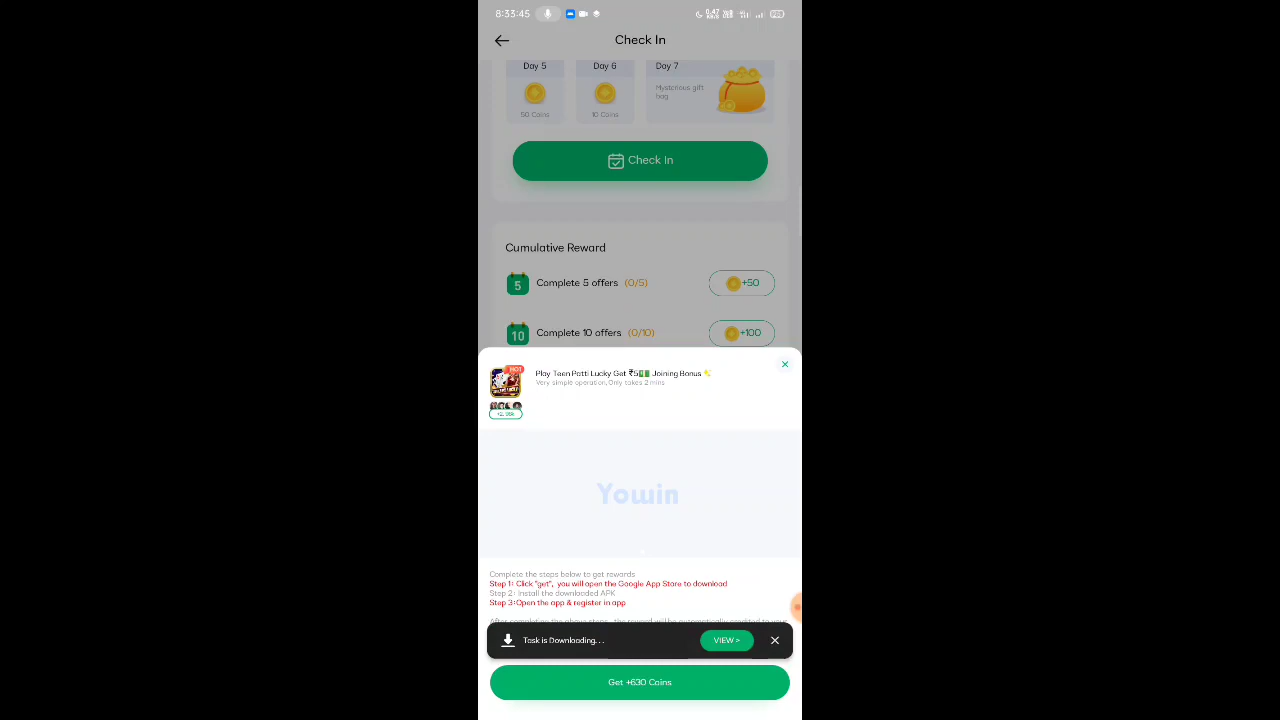 8:33:45
0.47
Check In
Day 5
Day 6
Day 7
Mysterious gift
bag
50 Coins
10 Coins
Check In
Cumulative Reward
5 Complete 5 offers (0/5) +50
10 Complete 10 offers (0/10) +100
HOT
Play Teen Patti Lucky Get ₹5💵 Joining Bonus ✨
Very simple operation, Only takes 2 mins
Yowin
Complete the steps below to get rewards
Step 1: Click "get", you will open the Google App Store to download
Step 2: Install the downloaded APK
Step 3:Open the app & register in app
Task is Downloading...
VIEW >
Get +630 Coins